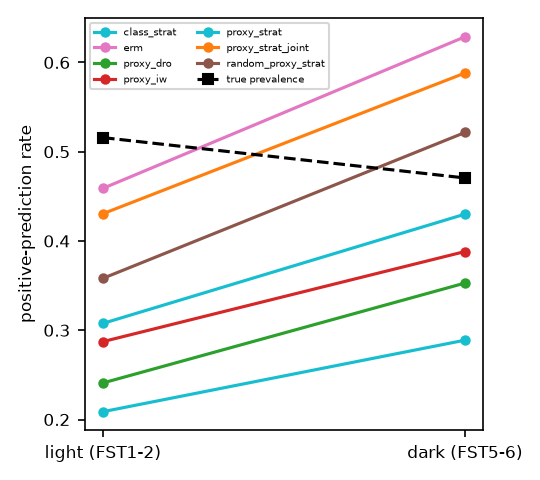 class_strat
erm
proxy_dro
proxy_iw
proxy_strat
proxy_strat_joint
random_proxy_strat
true prevalence
positive-prediction rate
0.6
0.5
0.4
0.3
0.2
light (FST1-2)
dark (FST5-6)